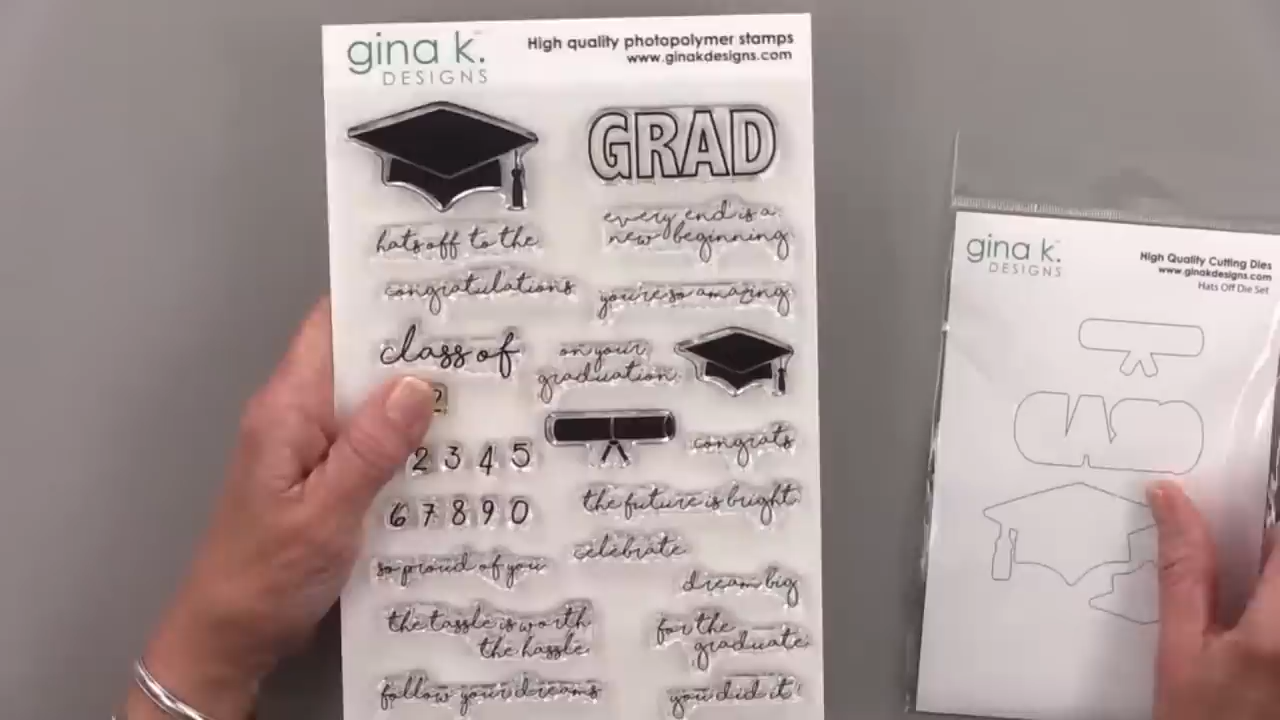 gina k.
DESIGNS
High quality photopolymer stamps
www.ginakdesigns.com
GRAD
hats off to the
every end is a
new beginning
congratulations
you're so amazing
class of
on your
graduation
2
2 3 4 5
congrats
6 7 8 9 0
the future is bright
celebrate
so proud of you
dream big
the tassle is worth
the hassle
for the
graduate
follow your dreams
you did it!
gina k.
DESIGNS
High Quality Cutting Dies
www.ginakdesigns.com
Hats Off Die Set